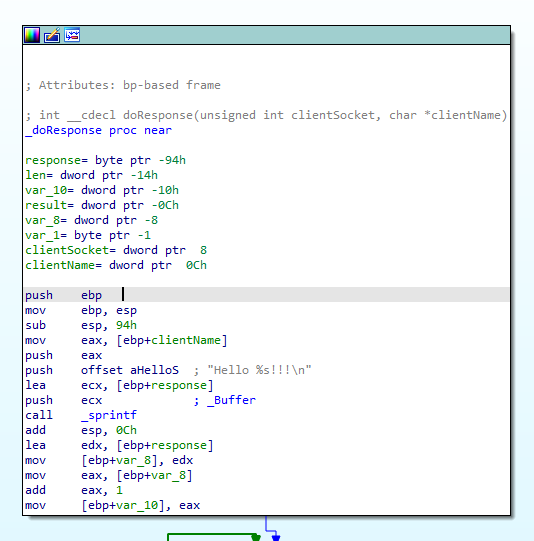 ; Attributes: bp-based frame
; int __cdecl doResponse(unsigned int clientSocket, char *clientName)
_doResponse proc near
response= byte ptr -94h
len= dword ptr -14h
var_10= dword ptr -10h
result= dword ptr -0Ch
var_8= dword ptr -8
var_1= byte ptr -1
clientSocket= dword ptr  8
clientName= dword ptr  0Ch
push    ebp
mov     ebp, esp
sub     esp, 94h
mov     eax, [ebp+clientName]
push    eax
push    offset aHelloS  ; "Hello %s!!!\n"
lea     ecx, [ebp+response]
push    ecx             ; _Buffer
call    _sprintf
add     esp, 0Ch
lea     edx, [ebp+response]
mov     [ebp+var_8], edx
mov     eax, [ebp+var_8]
add     eax, 1
mov     [ebp+var_10], eax